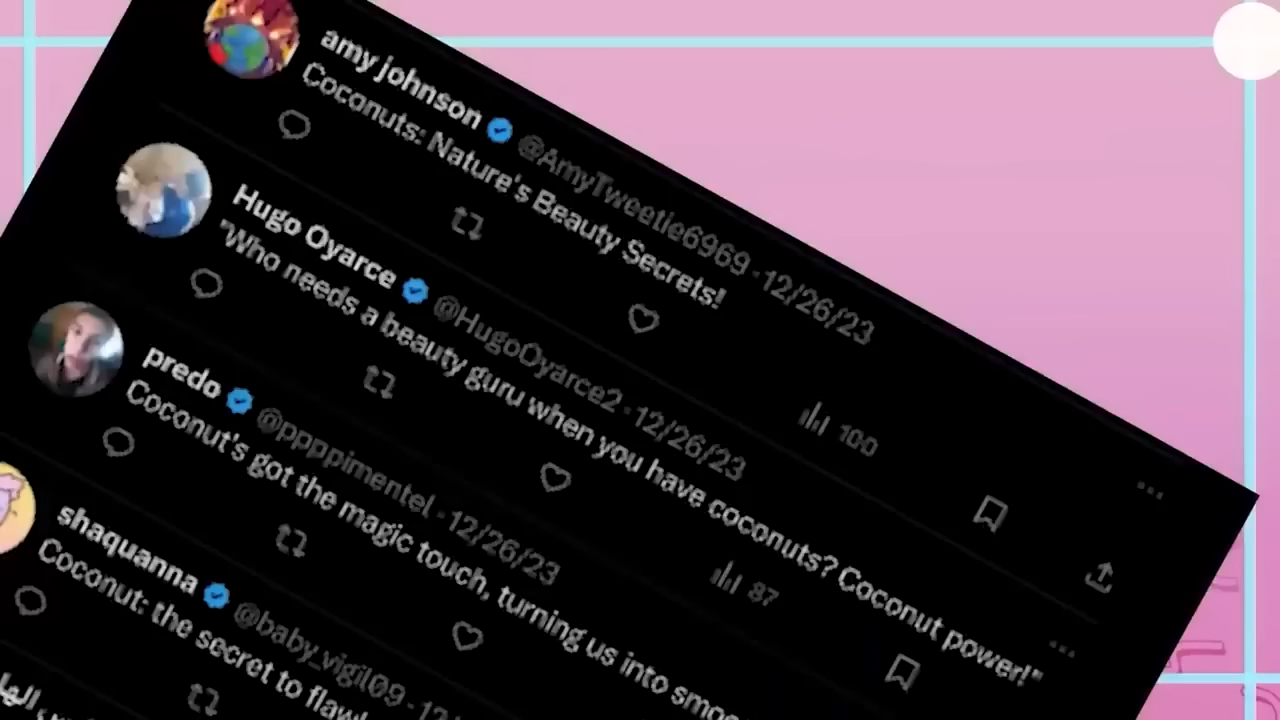 amy johnson @AmyTweetie6969 · 12/26/23
Coconuts: Nature's Beauty Secrets!
100
Hugo Oyarce @HugoOyarce2 · 12/26/23
"Who needs a beauty guru when you have coconuts? Coconut power!"
87
predo @ppppimentel · 12/26/23
Coconut's got the magic touch, turning us into
shaquanna @baby_vigil09
Coconut: the secret to